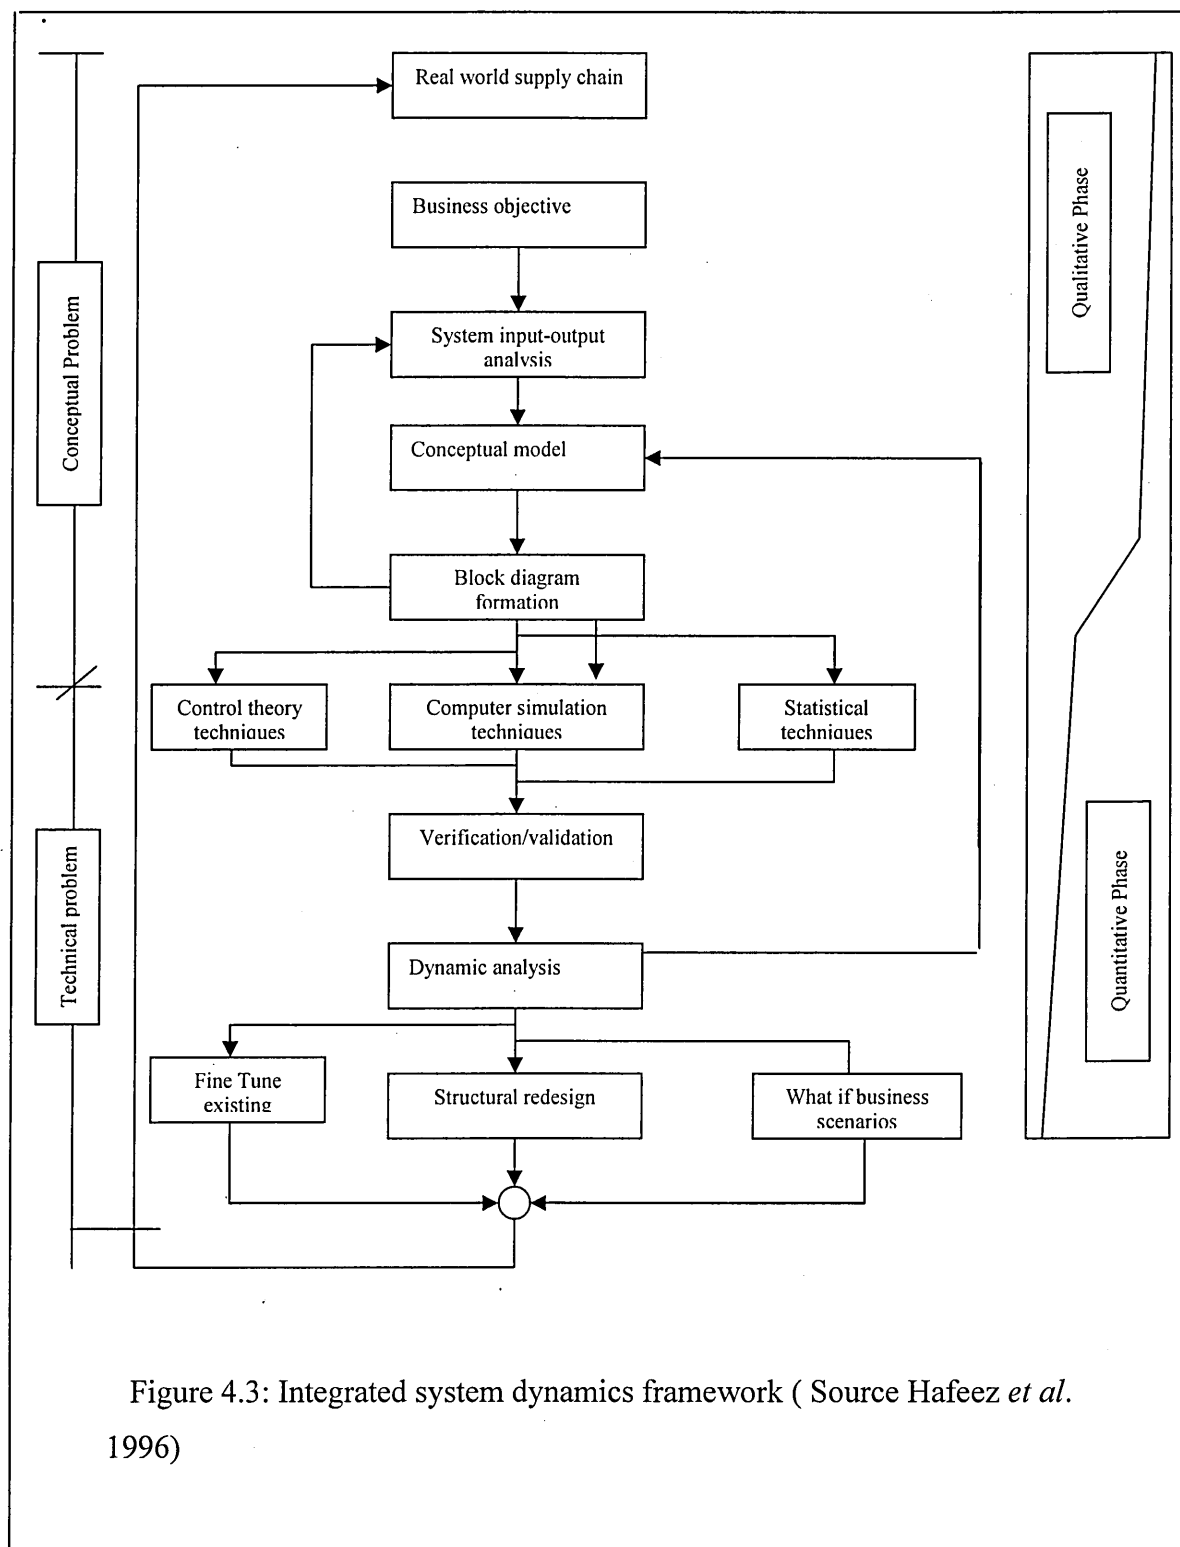 Real world supply chain
Business objective
System input-output
analysis
Conceptual model
Block diagram
formation
Control theory
techniques
Computer simulation
techniques
Statistical
techniques
Verification/validation
Dynamic analysis
Fine Tune
existing
Structural redesign
What if business
scenarios
Conceptual Problem
Technical problem
Qualitative Phase
Quantitative Phase
Figure 4.3: Integrated system dynamics framework ( Source Hafeez et al.
1996)